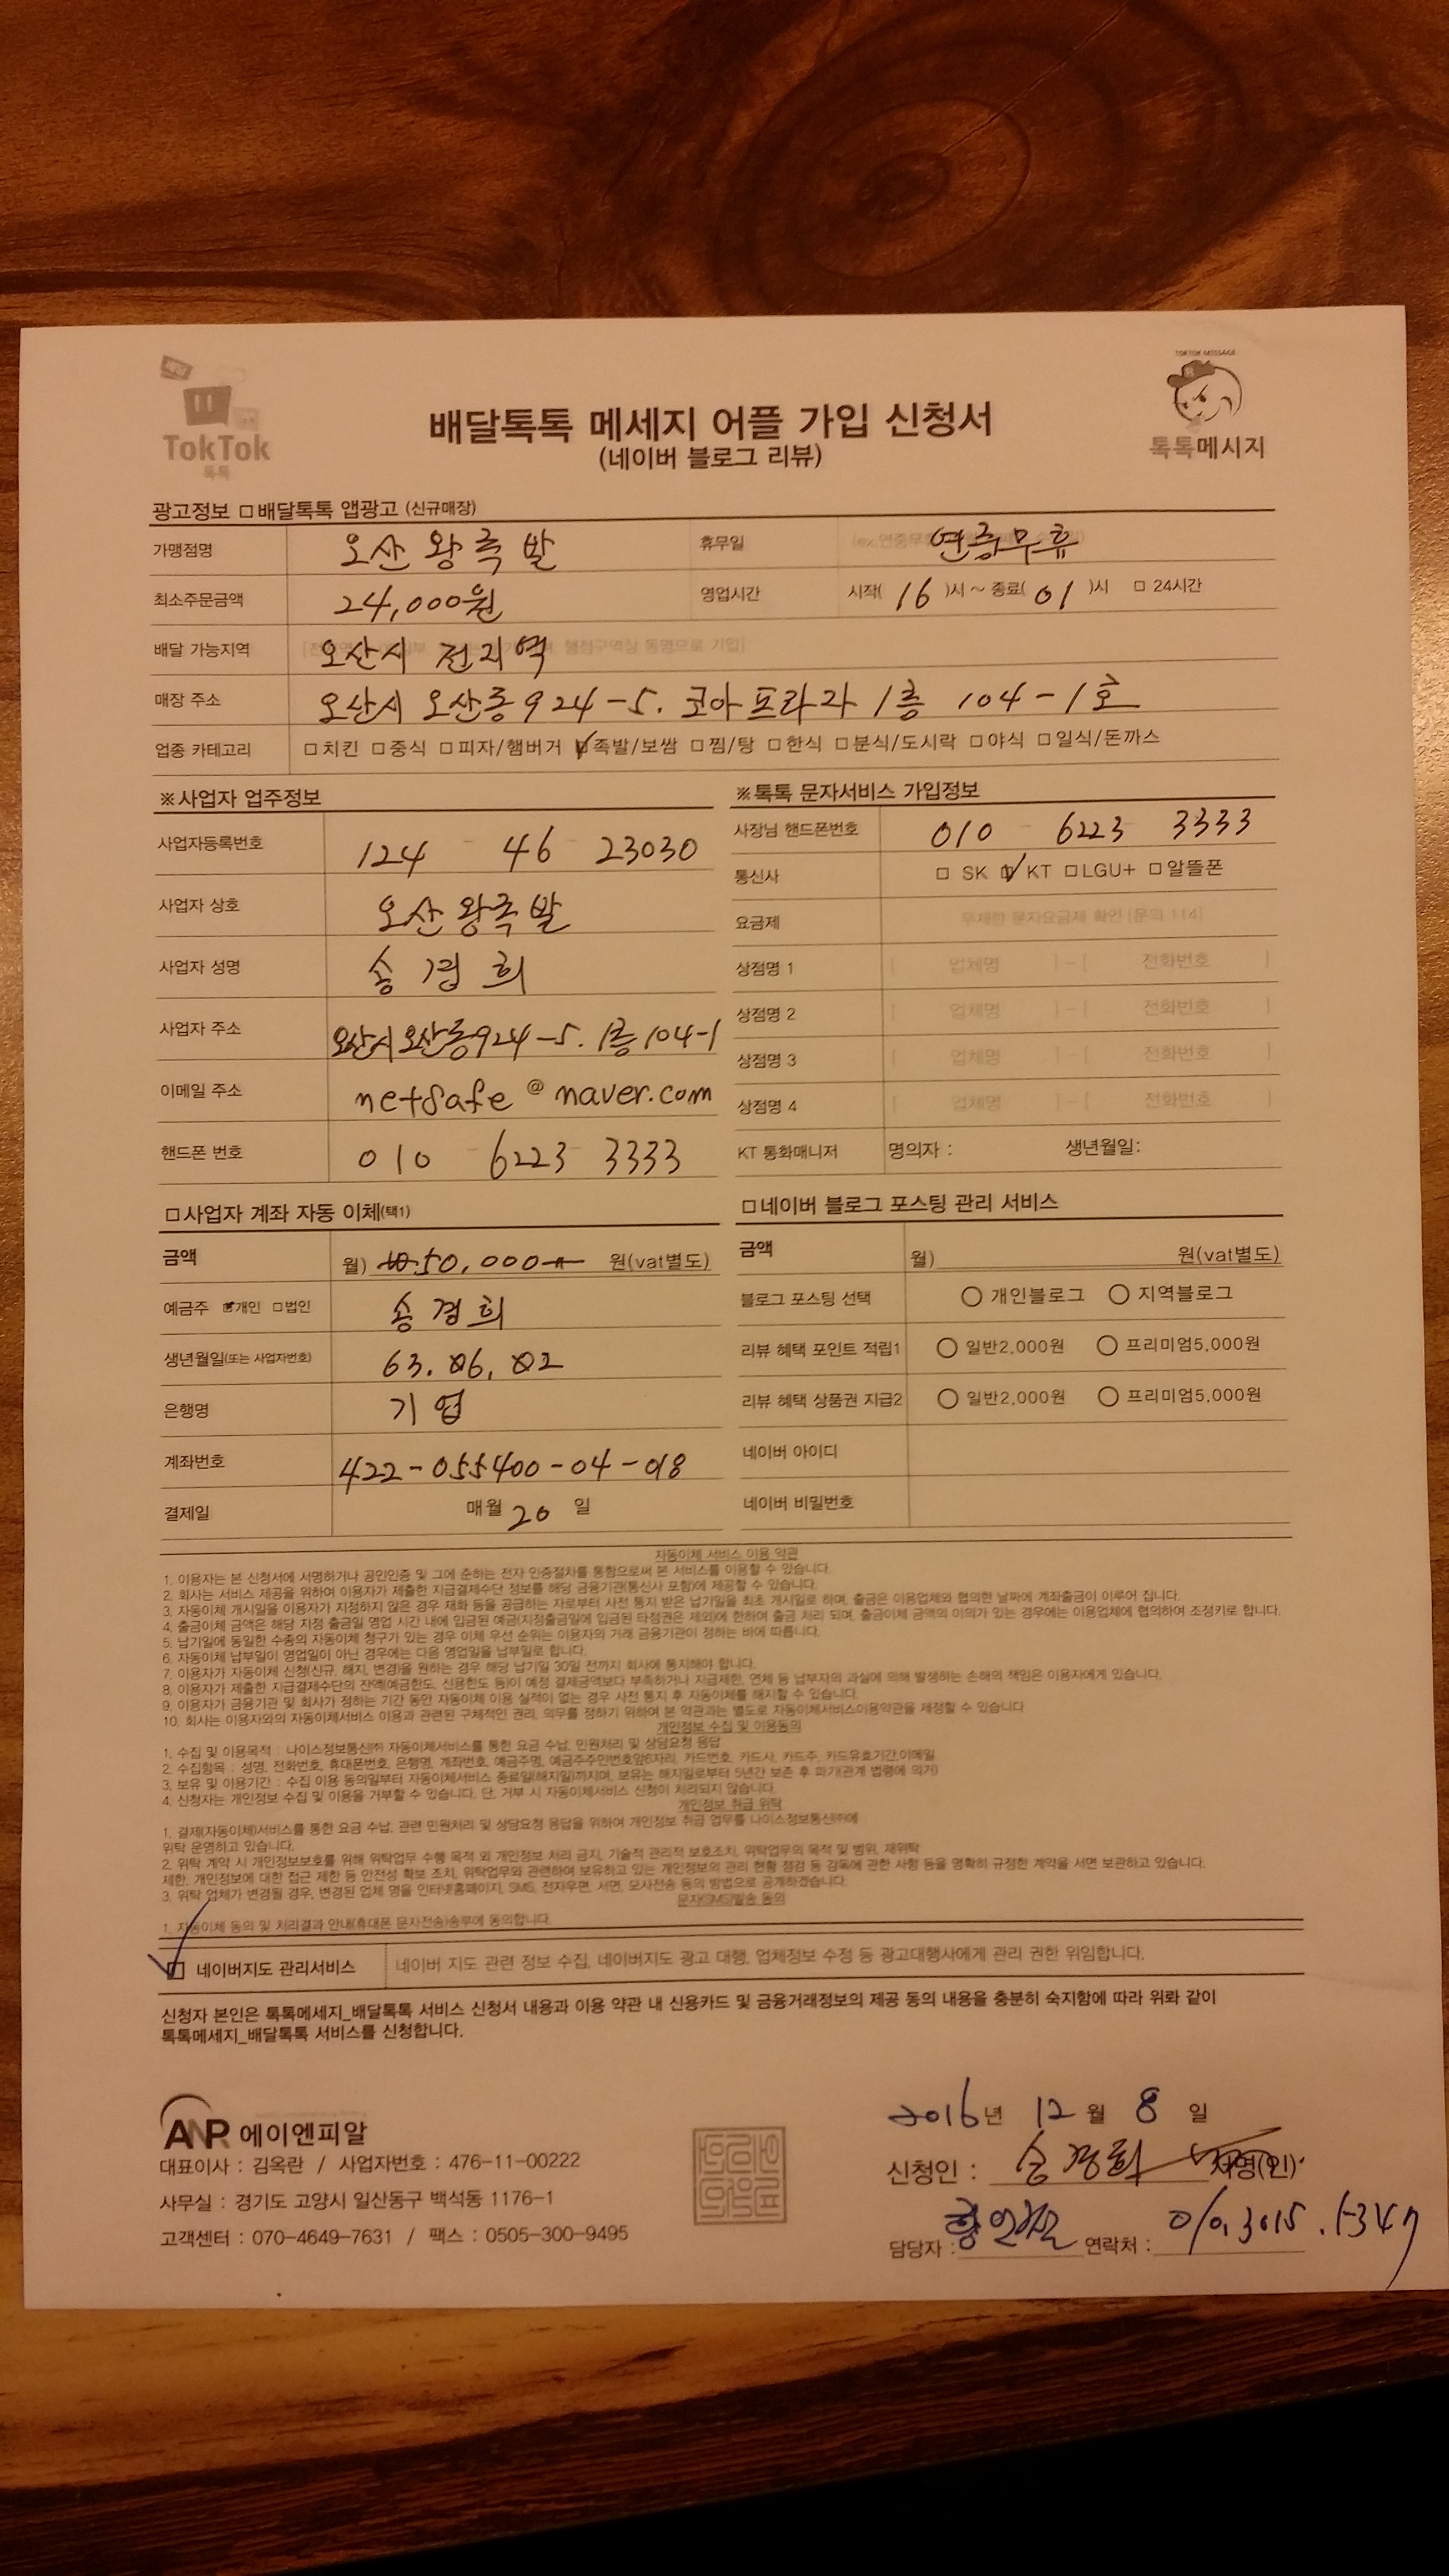 TokTok
톡톡
배달톡톡 메세지 어플 가입 신청서
(네이버 블로그 리뷰)
TOKTOK MESSAGE
톡톡메시지
광고정보 □배달톡톡 앱광고 (신규매장)
가맹점명 오산왕족발 휴무일 연중무휴
최소주문금액 24,000원 영업시간 시작( 16 )시 ~ 종료( 01 )시 □ 24시간
배달 가능지역 오산시 전지역
매장 주소 오산시 오산동 924-5. 코아프라자 1층 104-1호
업종 카테고리 □치킨 □중식 □피자/햄버거 ☑족발/보쌈 □찜/탕 □한식 □분식/도시락 □야식 □일식/돈까스
※사업자 업주정보
사업자등록번호 124 - 46 - 23030
사업자 상호 오산왕족발
사업자 성명 송경희
사업자 주소 오산시 오산동 924-5. 1층 104-1
이메일 주소 netsafe @ naver.com
핸드폰 번호 010 - 6223 3333
※톡톡 문자서비스 가입정보
사장님 핸드폰번호 010 - 6223 3333
통신사 □ SK ☑ KT □LGU+ □알뜰폰
요금제 무제한 문자요금제 확인 (문의 114)
상점명 1 [ 업체명 ] - [ 전화번호 ]
상점명 2 [ 업체명 ] - [ 전화번호 ]
상점명 3 [ 업체명 ] - [ 전화번호 ]
상점명 4 [ 업체명 ] - [ 전화번호 ]
KT 통화매니저 명의자 : 생년월일:
□사업자 계좌 자동 이체(택1)
금액 월) ₩50,000 원(vat별도)
예금주 ☑개인 □법인 송경희
생년월일(또는 사업자번호) 63. 06. 02
은행명 기업
계좌번호 422-055400-04-018
결제일 매월 20 일
□네이버 블로그 포스팅 관리 서비스
금액 월) 원(vat별도)
블로그 포스팅 선택 ○ 개인블로그 ○ 지역블로그
리뷰 혜택 포인트 적립1 ○ 일반2,000원 ○ 프리미엄5,000원
리뷰 혜택 상품권 지급2 ○ 일반2,000원 ○ 프리미엄5,000원
네이버 아이디
네이버 비밀번호
자동이체 서비스 이용 약관
1. 이용자는 본 신청서에 서명하거나 공인인증 및 그에 준하는 전자 인증절차를 통함으로써 본 서비스를 이용할 수 있습니다.
2. 회사는 서비스 제공을 위하여 이용자가 제출한 지급결제수단 정보를 해당 금융기관(통신사 포함)에 제공할 수 있습니다.
3. 자동이체 개시일을 이용자가 지정하지 않은 경우 재화 등을 공급하는 자로부터 사전 통지 받은 납기일을 최초 개시일로 하며, 출금은 이용업체와 협의한 날짜에 계좌출금이 이루어 집니다.
4. 출금이체 금액은 해당 지정 출금일 영업 시간 내에 입금된 예금(지정출금일에 입금된 타점권은 제외)에 한하여 출금 처리 되며, 출금이체 금액의 이의가 있는 경우에는 이용업체에 협의하여 조정키로 합니다.
5. 납기일에 동일한 수종의 자동이체 청구가 있는 경우 이체 우선 순위는 이용자의 거래 금융기관이 정하는 바에 따릅니다.
6. 자동이체 납부일이 영업일이 아닌 경우에는 다음 영업일을 납부일로 합니다.
7. 이용자가 자동이체 신청(신규, 해지, 변경)을 원하는 경우 해당 납기일 30일 전까지 회사에 통지해야 합니다.
8. 이용자가 제출한 지급결제수단의 잔액(예금한도, 신용한도 등)이 예정 결제금액보다 부족하거나 지급제한, 연체 등 납부자의 과실에 의해 발생하는 손해의 책임은 이용자에게 있습니다.
9. 이용자가 금융기관 및 회사가 정하는 기간 동안 자동이체 이용 실적이 없는 경우 사전 통지 후 자동이체를 해지할 수 있습니다.
10. 회사는 이용자와의 자동이체서비스 이용과 관련된 구체적인 권리, 의무를 정하기 위하여 본 약관과는 별도로 자동이체서비스이용약관을 제정할 수 있습니다
개인정보 수집 및 이용동의
1. 수집 및 이용목적 : 나이스정보통신㈜ 자동이체서비스를 통한 요금 수납, 민원처리 및 상담요청 응답
2. 수집항목 : 성명, 전화번호, 휴대폰번호, 은행명, 계좌번호, 예금주명, 예금주주민번호앞6자리, 카드번호, 카드사, 카드주, 카드유효기간,이메일
3. 보유 및 이용기간 : 수집 이용 동의일부터 자동이체서비스 종료일(해지일)까지며, 보유는 해지일로부터 5년간 보존 후 파기(관계 법령에 의거)
4. 신청자는 개인정보 수집 및 이용을 거부할 수 있습니다. 단, 거부 시 자동이체서비스 신청이 처리되지 않습니다.
개인정보 취급 위탁
1. 결제(자동이체)서비스를 통한 요금 수납, 관련 민원처리 및 상담요청 응답을 위하여 개인정보 취급 업무를 나이스정보통신㈜에
위탁 운영하고 있습니다.
2. 위탁 계약 시 개인정보보호를 위해 위탁업무 수행 목적 외 개인정보 처리 금지, 기술적 관리적 보호조치, 위탁업무의 목적 및 범위, 재위탁
제한, 개인정보에 대한 접근 제한 등 안전성 확보 조치, 위탁업무와 관련하여 보유하고 있는 개인정보의 관리 현황 점검 등 감독에 관한 사항 등을 명확히 규정한 계약을 서면 보관하고 있습니다.
3. 위탁 업체가 변경될 경우, 변경된 업체 명을 인터넷홈페이지, SMS, 전자우편, 서면, 모사전송 등의 방법으로 공개하겠습니다.
문자(SMS)발송 동의
1. 자동이체 동의 및 처리결과 안내(휴대폰 문자전송)송부에 동의합니다.
☑ 네이버지도 관리서비스 네이버 지도 관련 정보 수집, 네이버지도 광고 대행, 업체정보 수정 등 광고대행사에게 관리 권한 위임합니다.
신청자 본인은 톡톡메세지_배달톡톡 서비스 신청서 내용과 이용 약관 내 신용카드 및 금융거래정보의 제공 동의 내용을 충분히 숙지함에 따라 위롸 같이
톡톡메세지_배달톡톡 서비스를 신청합니다.
ANR 에이엔피알
대표이사 : 김옥란 / 사업자번호 : 476-11-00222
사무실 : 경기도 고양시 일산동구 백석동 1176-1
고객센터 : 070-4649-7631 / 팩스 : 0505-300-9495
2016년 12월 8일
신청인 : 송경희 서명(인)
담당자 : 연락처 : 010. 3015. 1347